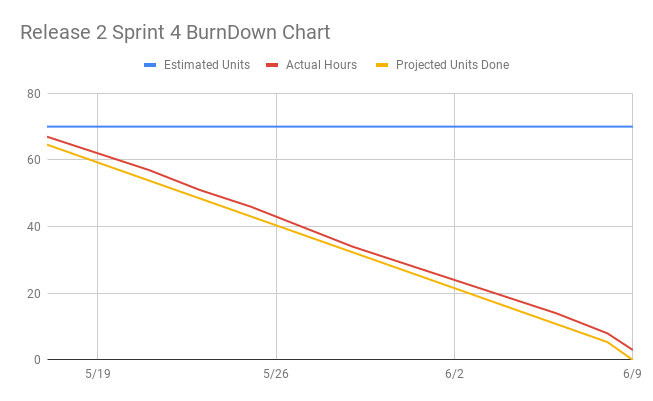 Release 2 Sprint 4 BurnDown Chart
Estimated Units Actual Hours Projected Units Done
80
60
40
20
0
5/19 5/26 6/2 6/9